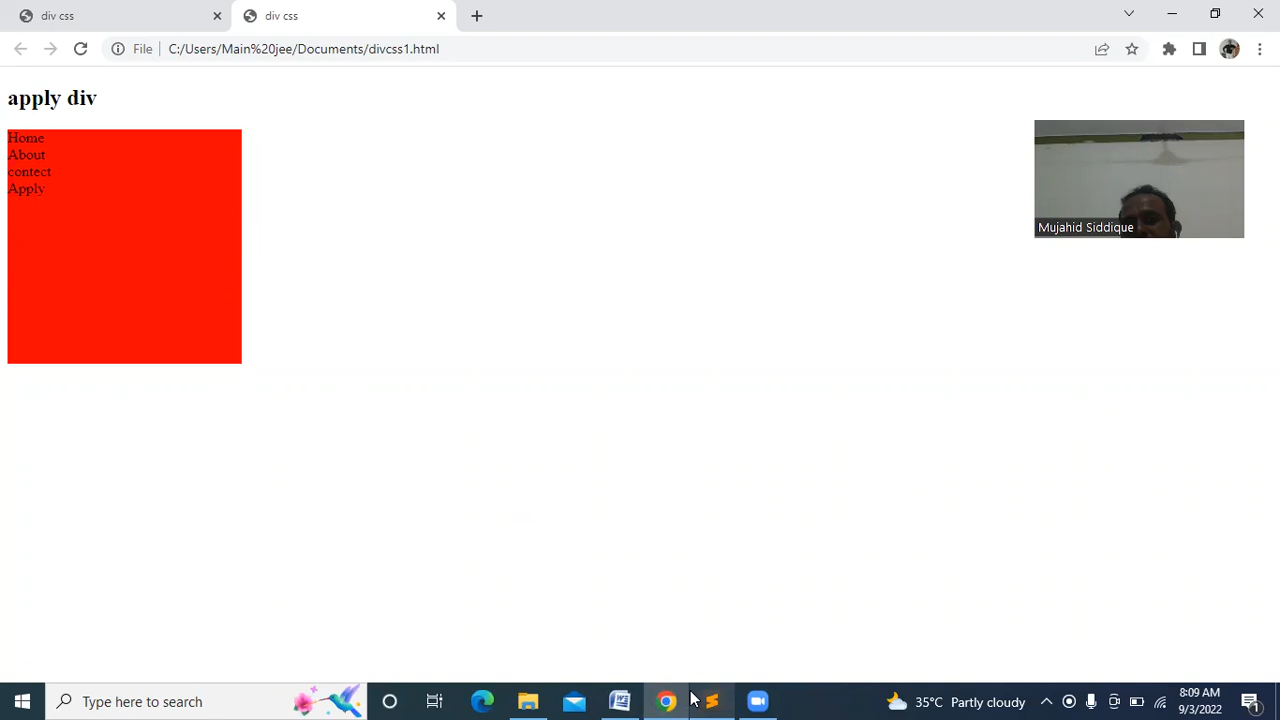 div css
div css
File
C:/Users/Main%20jee/Documents/divcss1.html
apply div
Home
About
contect
Apply
Mujahid Siddique
Type here to search
35°C Partly cloudy
8:09 AM
9/3/2022
1